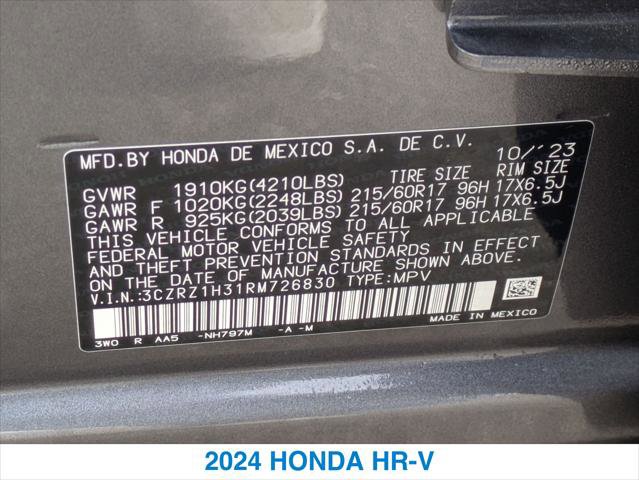 MFD.BY HONDA DE MEXICO S.A. DE C.V. 10/'23
TIRE SIZE RIM SIZE
GVWR 1910KG(4210LBS)
GAWR F 1020KG(2248LBS) 215/60R17 96H 17X6.5J
GAWR R 925KG(2039LBS) 215/60R17 96H 17X6.5J
THIS VEHICLE CONFORMS TO ALL APPLICABLE
FEDERAL MOTOR VEHICLE SAFETY
AND THEFT PREVENTION STANDARDS IN EFFECT
ON THE DATE OF MANUFACTURE SHOWN ABOVE.
V.I.N.:3CZRZ1H31RM726830 TYPE:MPV
3WO R AA5 -NH797M -A -M MADE IN MEXICO
2024 HONDA HR-V